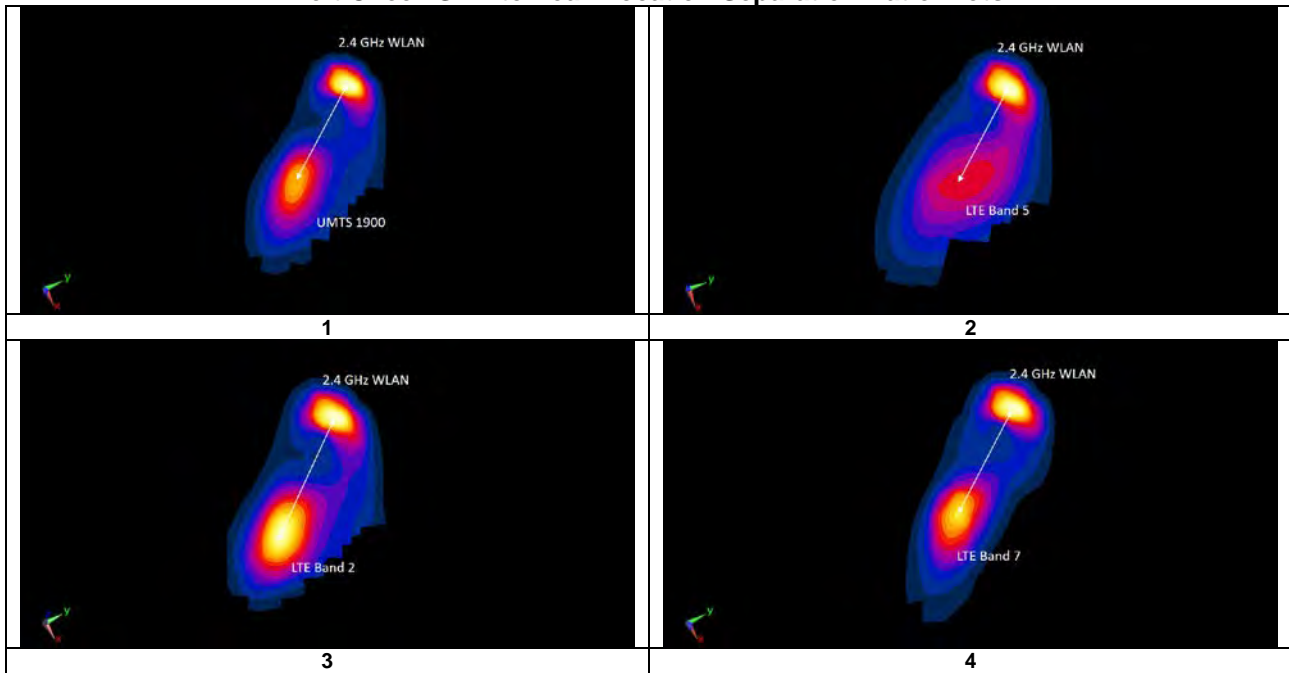 2.4 GHz WLAN
UMTS 1900
y
x
2.4 GHz WLAN
LTE Band 5
y
x
1
2
2.4 GHz WLAN
LTE Band 2
y
x
2.4 GHz WLAN
LTE Band 7
y
x
3
4